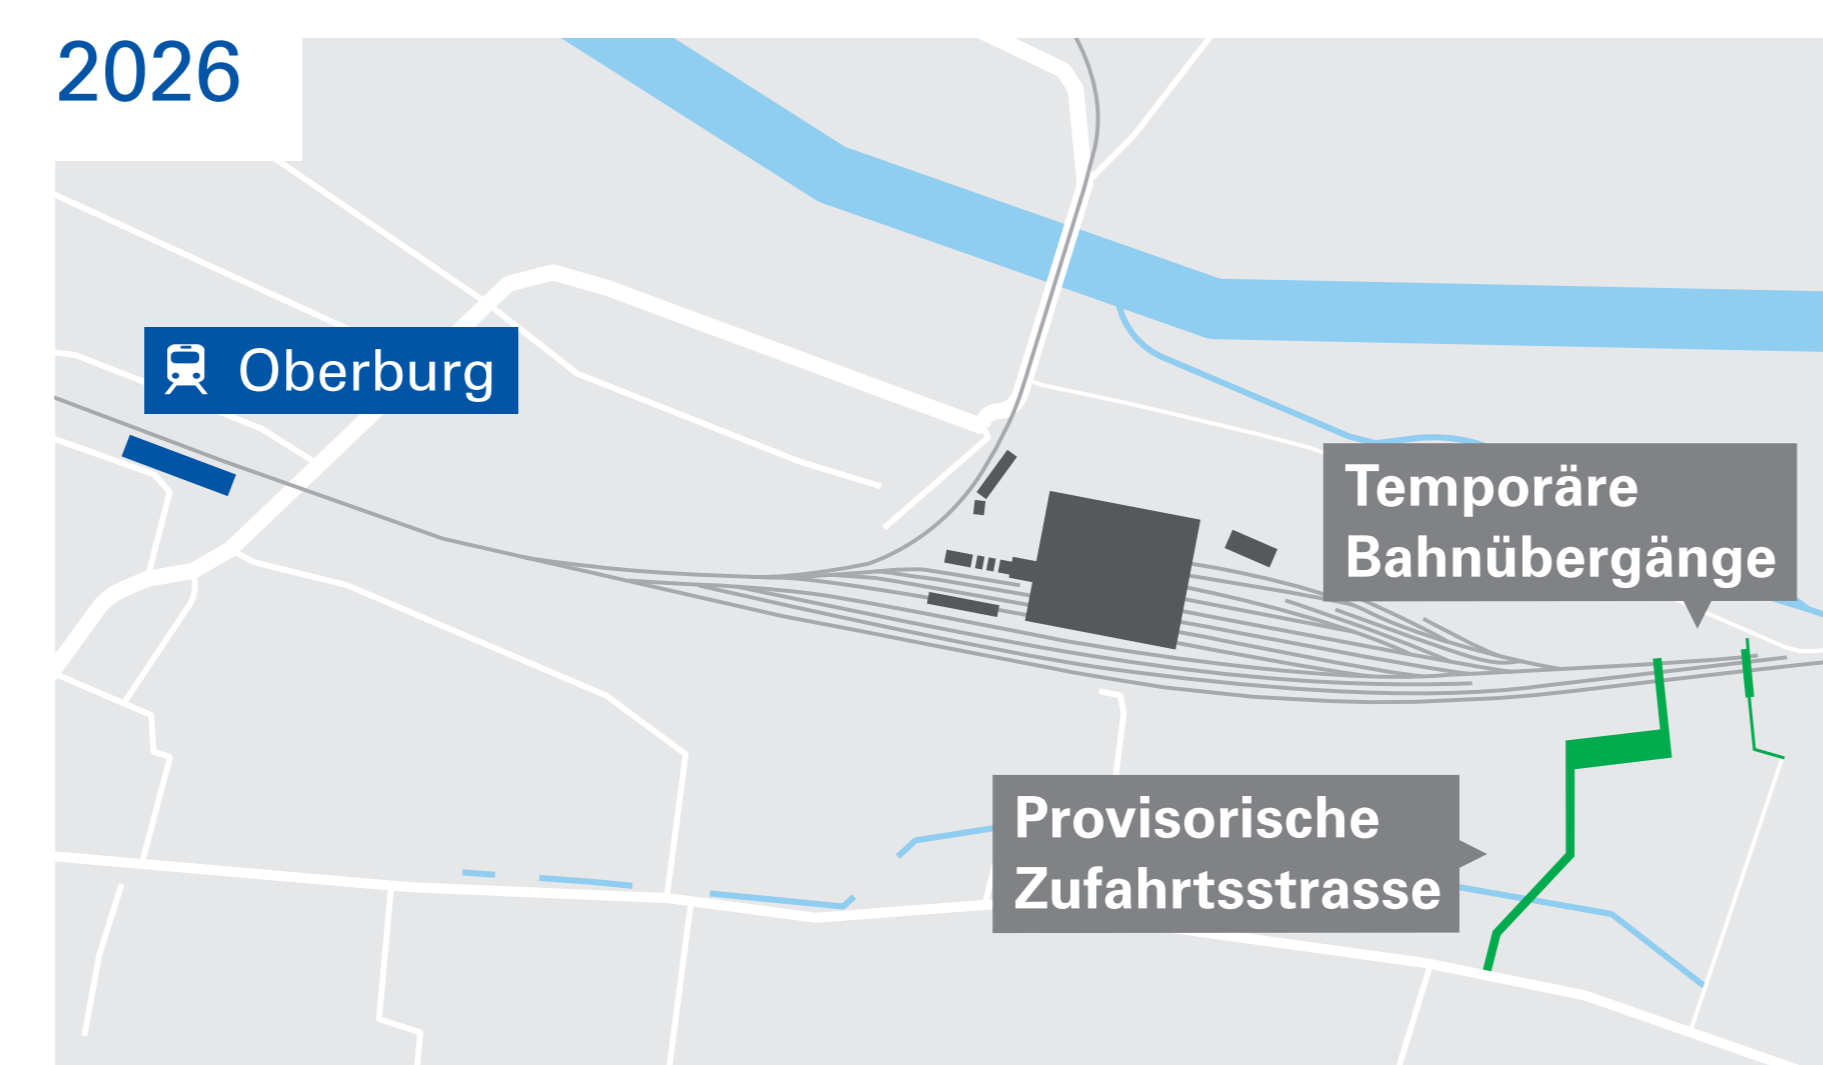 2026
Oberburg
Temporäre
Bahnübergänge
Provisorische
Zufahrtsstrasse